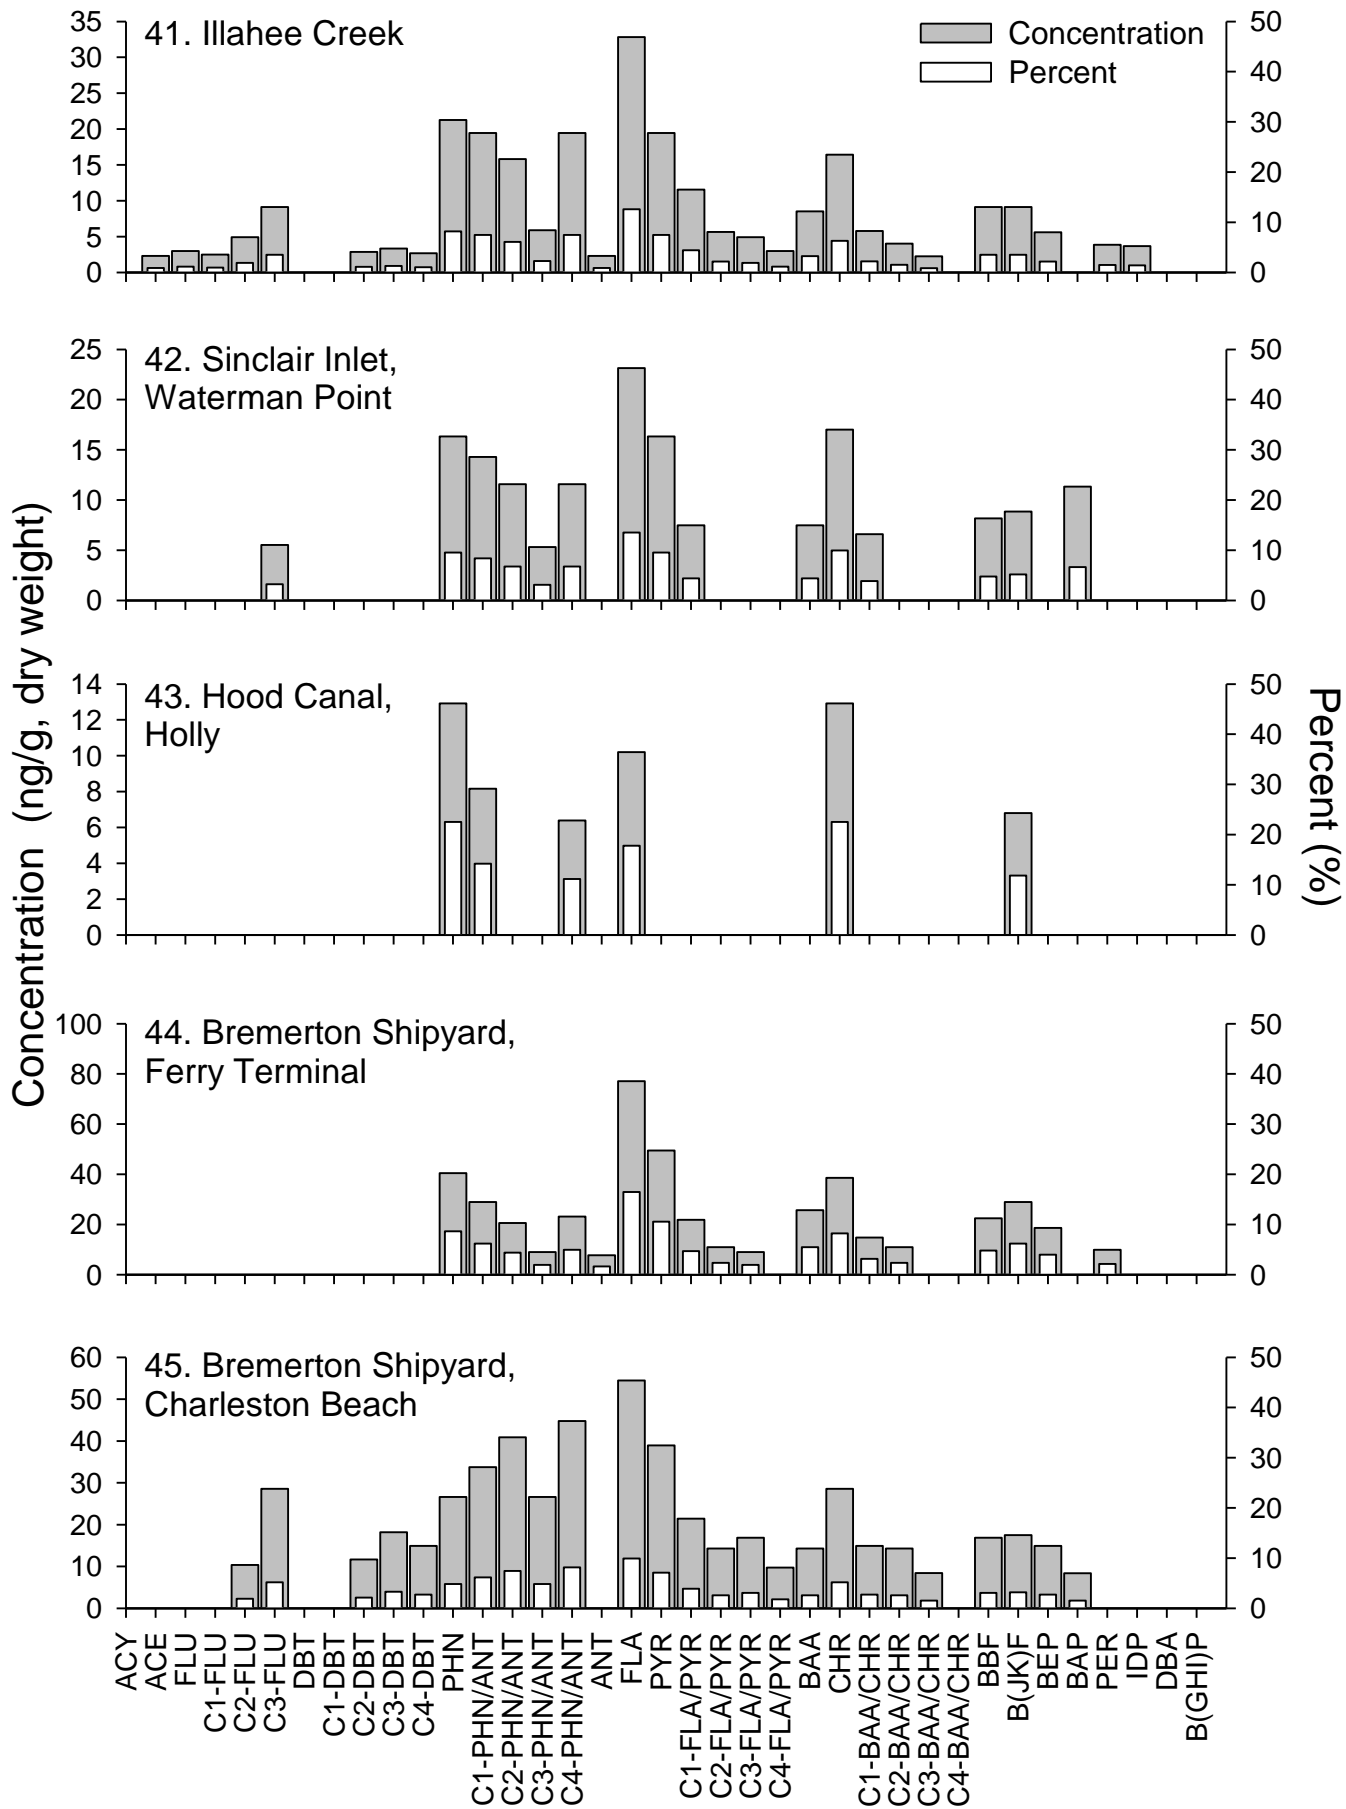 41. Illahee Creek
Concentration
Percent
35
30
25
20
15
10
5
0
50
40
30
20
10
0
42. Sinclair Inlet,
Waterman Point
25
20
15
10
5
0
50
40
30
20
10
0
43. Hood Canal,
Holly
14
12
10
8
6
4
2
0
50
40
30
20
10
0
44. Bremerton Shipyard,
Ferry Terminal
100
80
60
40
20
0
50
40
30
20
10
0
45. Bremerton Shipyard,
Charleston Beach
60
50
40
30
20
10
0
50
40
30
20
10
0
Concentration (ng/g, dry weight)
Percent (%)
ACY
ACE
FLU
C1-FLU
C2-FLU
C3-FLU
DBT
C1-DBT
C2-DBT
C3-DBT
C4-DBT
PHN
C1-PHN/ANT
C2-PHN/ANT
C3-PHN/ANT
C4-PHN/ANT
ANT
FLA
PYR
C1-FLA/PYR
C2-FLA/PYR
C3-FLA/PYR
C4-FLA/PYR
BAA
CHR
C1-BAA/CHR
C2-BAA/CHR
C3-BAA/CHR
C4-BAA/CHR
BBF
B(JK)F
BEP
BAP
PER
IDP
DBA
B(GHI)P